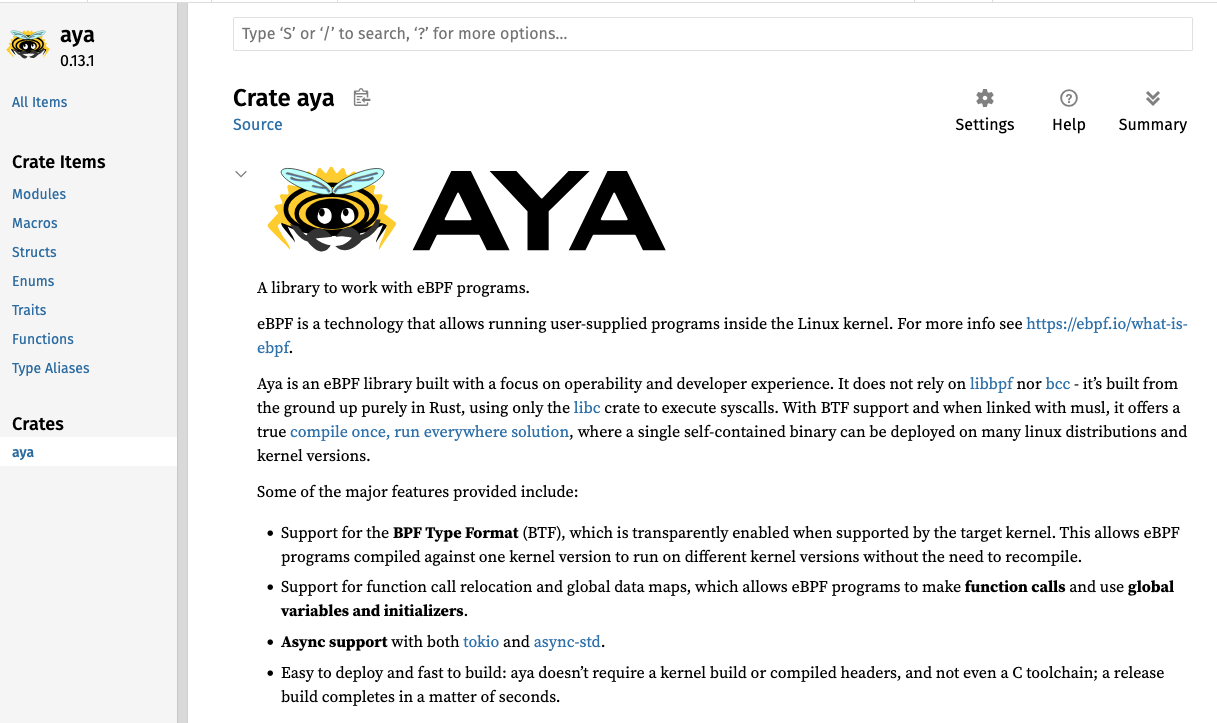 aya
0.13.1
All Items
Crate Items
Modules
Macros
Structs
Enums
Traits
Functions
Type Aliases
Crates
aya
Type ‘S’ or ‘/’ to search, ‘?’ for more options…
Crate aya
Source
Settings
Help
Summary
AYA
A library to work with eBPF programs.
eBPF is a technology that allows running user-supplied programs inside the Linux kernel. For more info see https://ebpf.io/what-is-
ebpf.
Aya is an eBPF library built with a focus on operability and developer experience. It does not rely on libbpf nor bcc - it’s built from
the ground up purely in Rust, using only the libc crate to execute syscalls. With BTF support and when linked with musl, it offers a
true compile once, run everywhere solution, where a single self-contained binary can be deployed on many linux distributions and
kernel versions.
Some of the major features provided include:
• Support for the BPF Type Format (BTF), which is transparently enabled when supported by the target kernel. This allows eBPF
programs compiled against one kernel version to run on different kernel versions without the need to recompile.
• Support for function call relocation and global data maps, which allows eBPF programs to make function calls and use global
variables and initializers.
• Async support with both tokio and async-std.
• Easy to deploy and fast to build: aya doesn’t require a kernel build or compiled headers, and not even a C toolchain; a release
build completes in a matter of seconds.